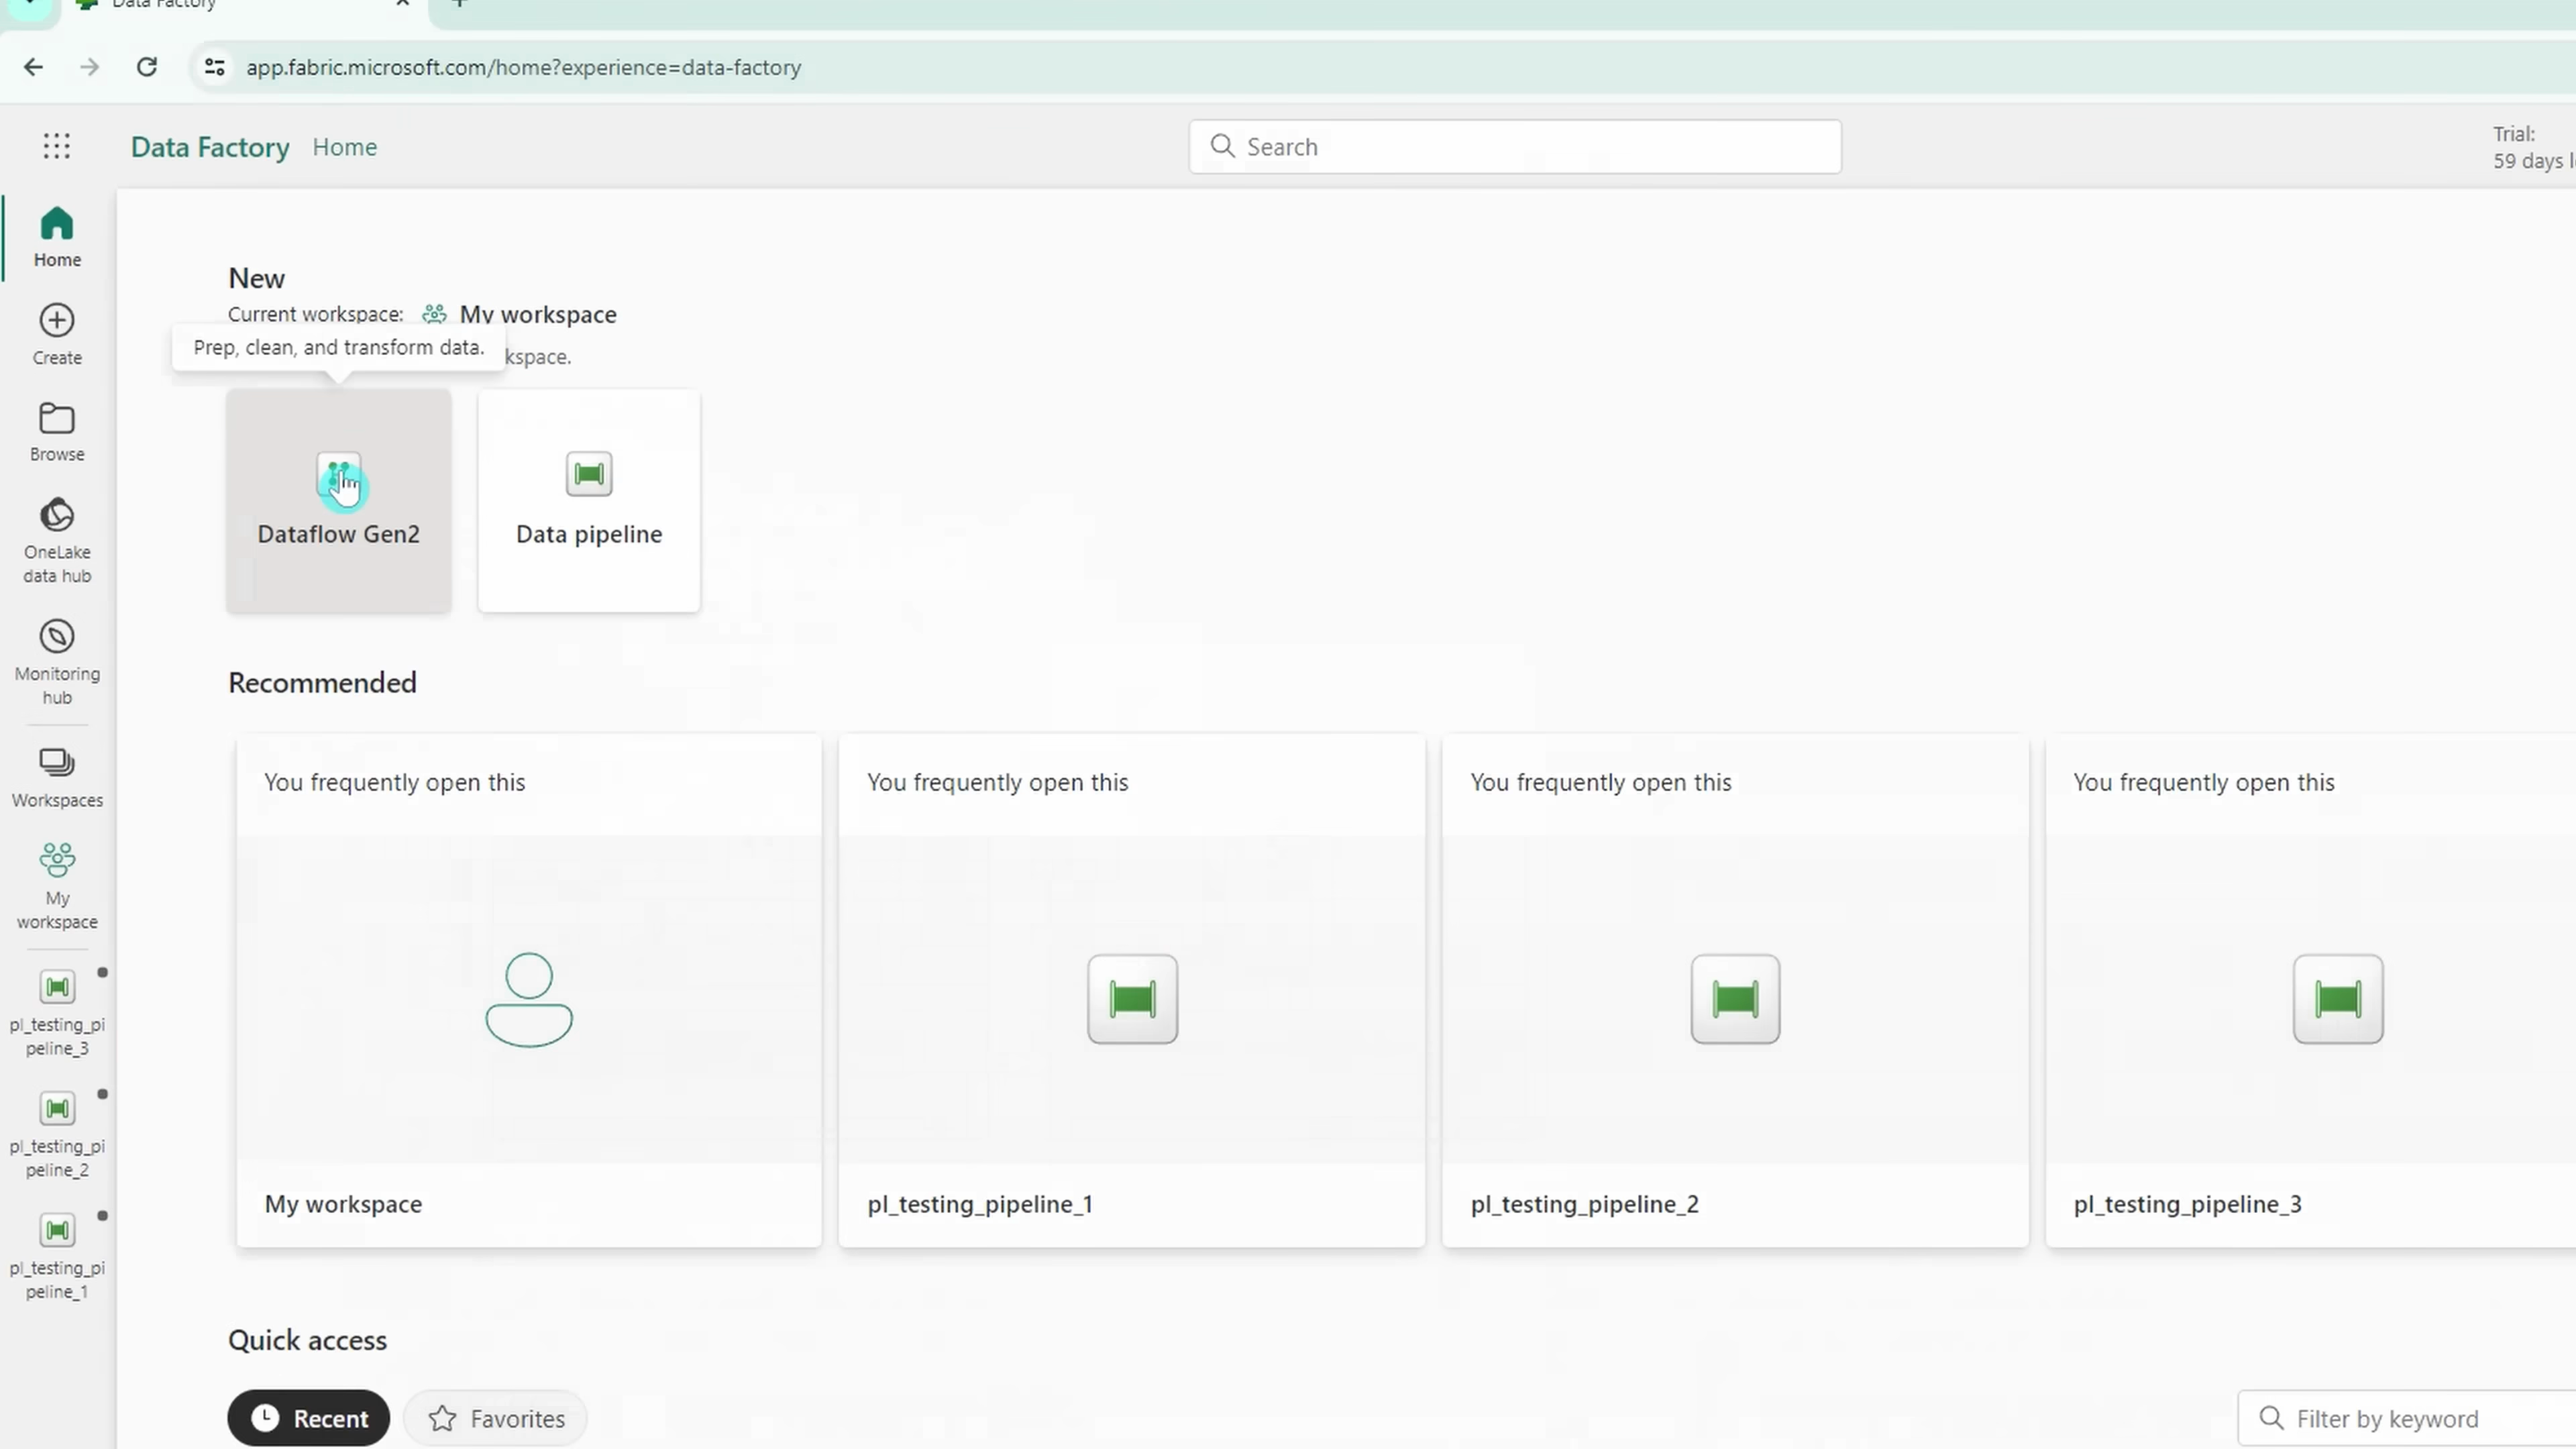 Data Factory
app.fabric.microsoft.com/home?experience=data-factory
Data Factory Home
Search
Trial:
59 days
Home
Create
Browse
OneLake
data hub
Monitoring
hub
Workspaces
My
workspace
pl_testing_pi
peline_3
pl_testing_pi
peline_2
pl_testing_pi
peline_1
New
Current workspace: My workspace
Prep, clean, and transform data.
kspace.
Dataflow Gen2
Data pipeline
Recommended
You frequently open this
My workspace
You frequently open this
pl_testing_pipeline_1
You frequently open this
pl_testing_pipeline_2
You frequently open this
pl_testing_pipeline_3
Quick access
Recent
Favorites
Filter by keyword